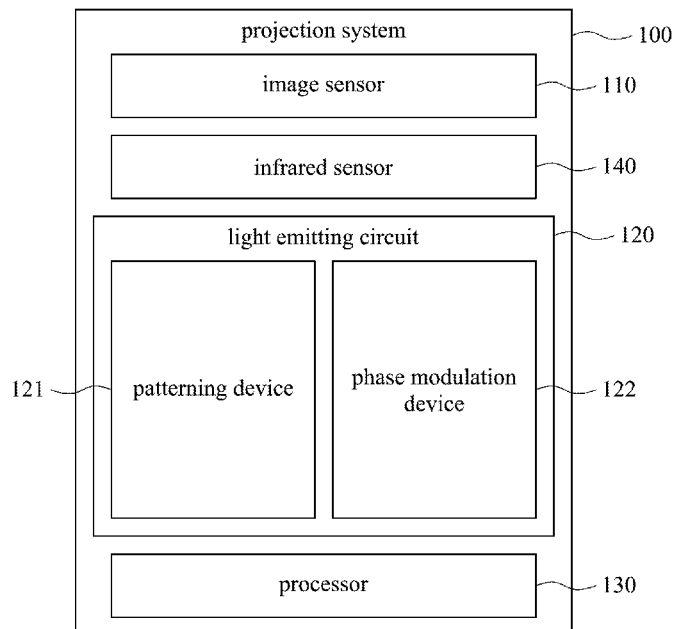 projection system
100
image sensor
110
infrared sensor
140
light emitting circuit
120
121
patterning device
phase modulation
device
122
processor
130